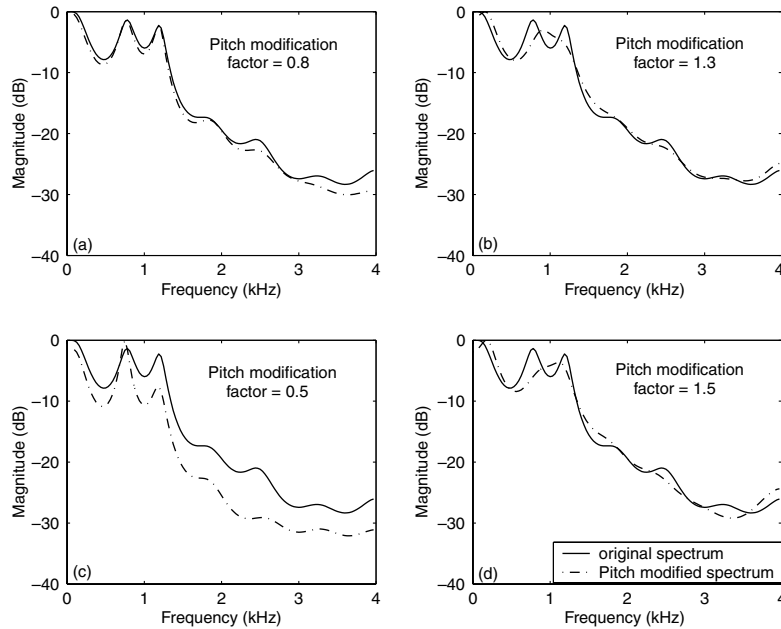 0
−10
−20
−30
−40
Magnitude (dB)
Pitch modification
factor = 0.8
(a)
0 1 2 3 4
Frequency (kHz)
0
−10
−20
−30
−40
Magnitude (dB)
Pitch modification
factor = 1.3
(b)
0 1 2 3 4
Frequency (kHz)
0
−10
−20
−30
−40
Magnitude (dB)
Pitch modification
factor = 0.5
(c)
0 1 2 3 4
Frequency (kHz)
0
−10
−20
−30
−40
Magnitude (dB)
Pitch modification
factor = 1.5
original spectrum
Pitch modified spectrum
(d)
0 1 2 3 4
Frequency (kHz)